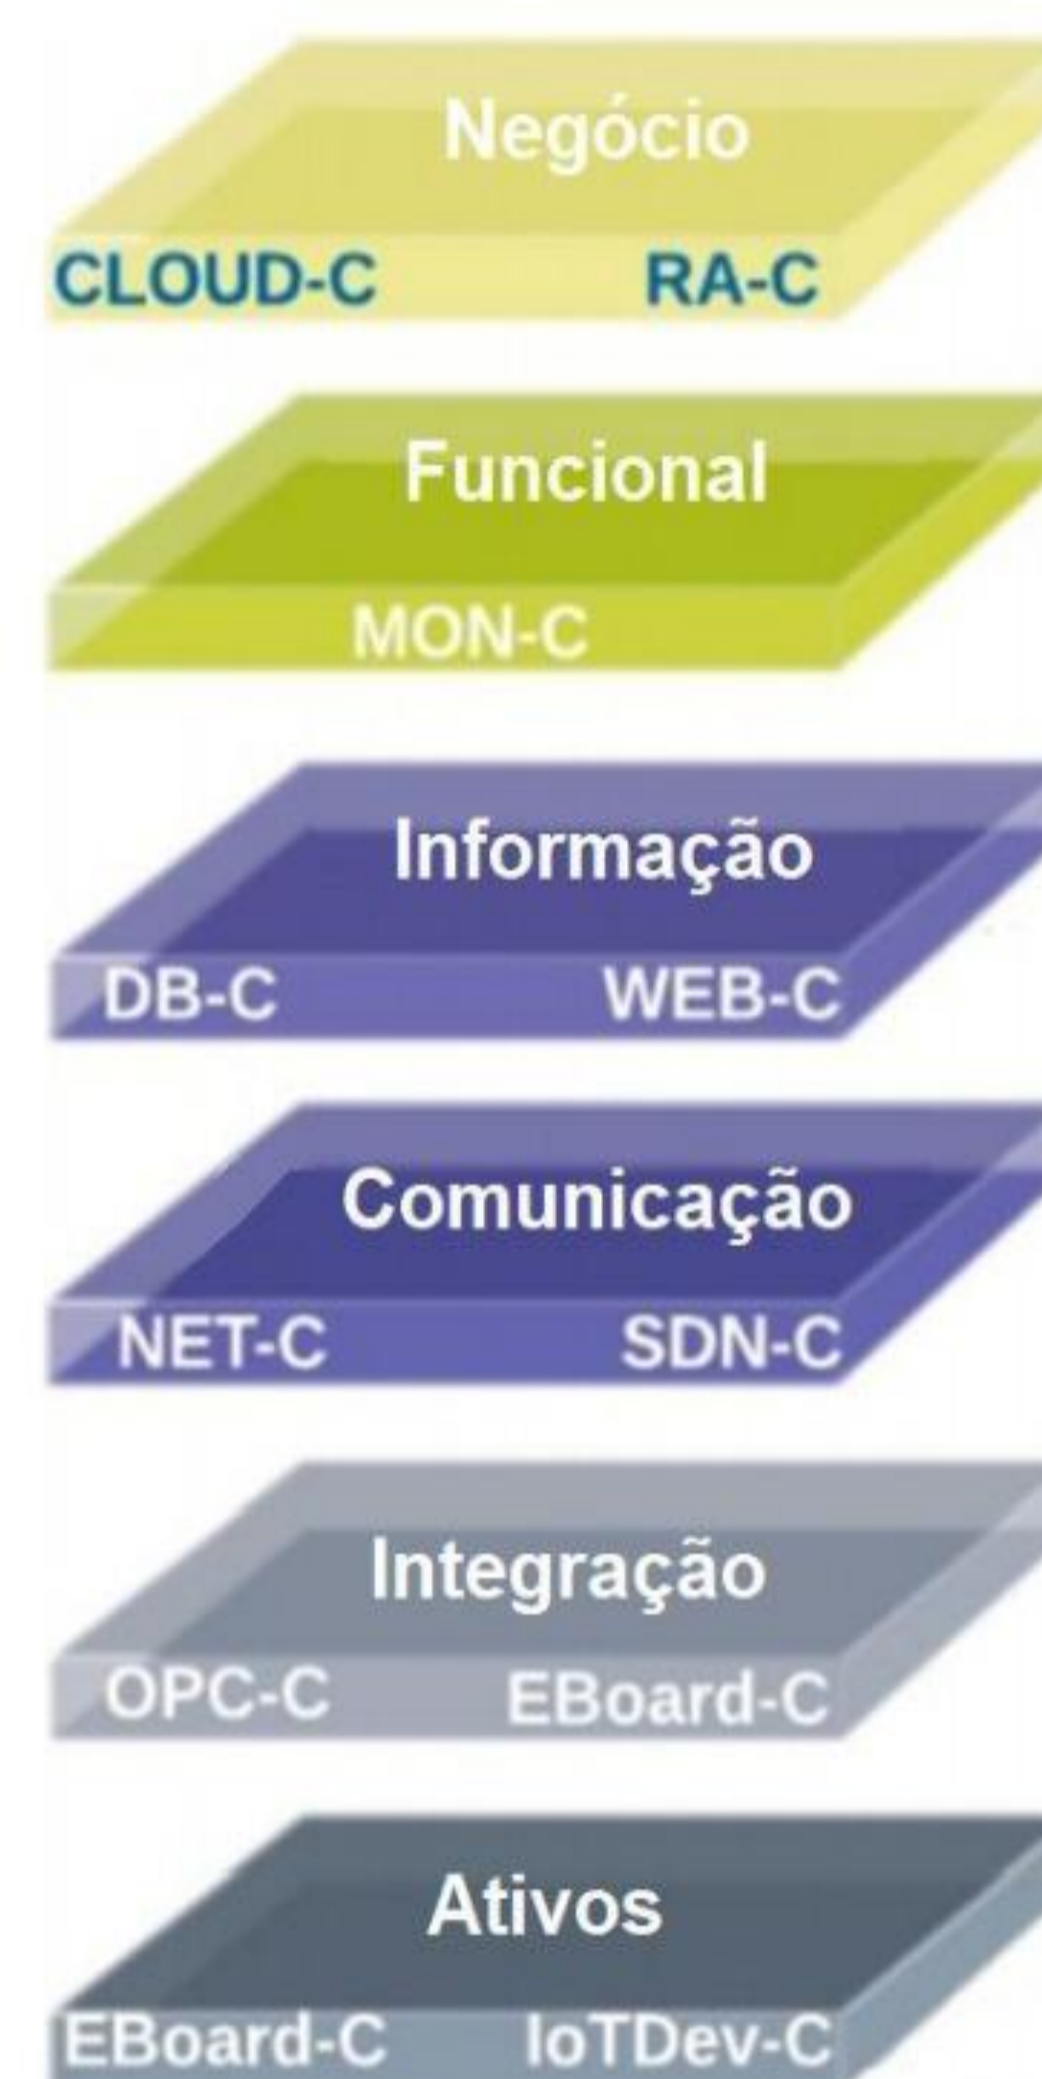 Negócio
CLOUD-C RA-C
Funcional
MON-C
Informação
DB-C WEB-C
Comunicação
NET-C SDN-C
Integração
OPC-C EBoard-C
Ativos
EBoard-C IoTDev-C